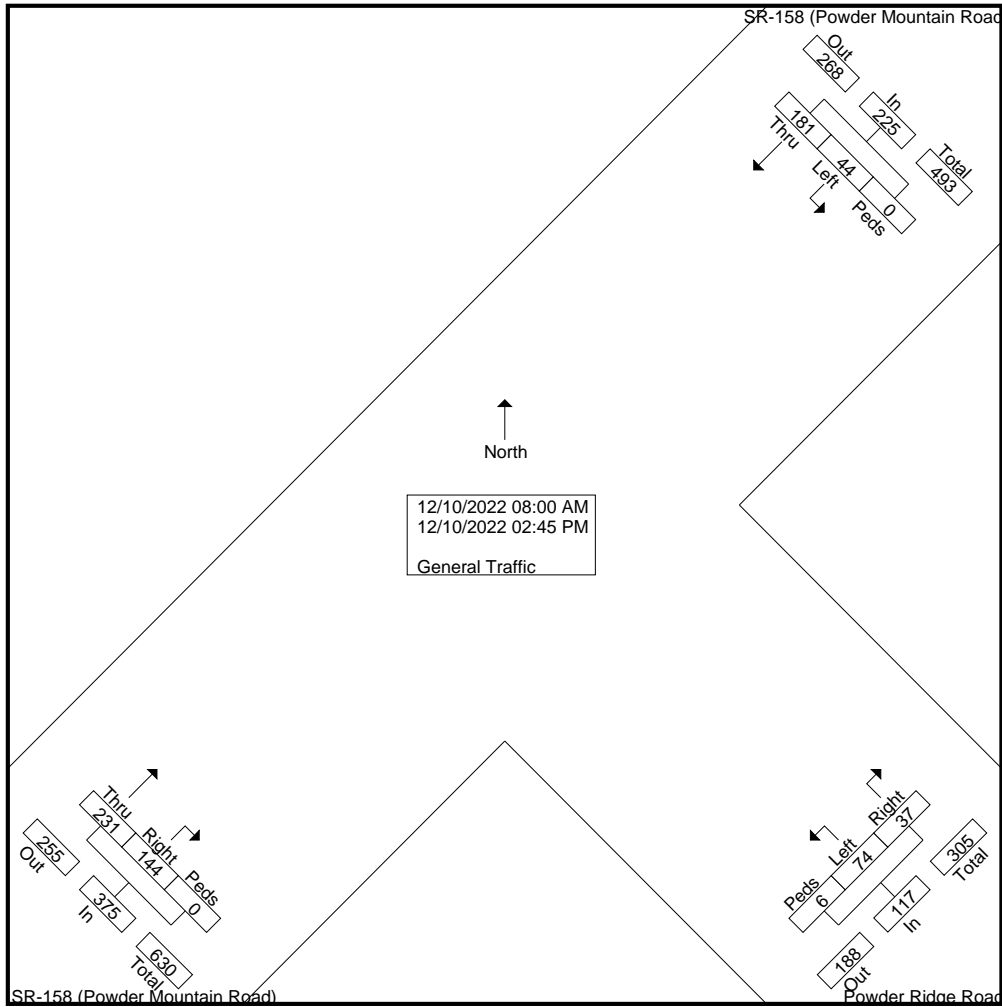 SR-158 (Powder Mountain Road
Out
268
In
225
Total
493
181
44
0
Thru
Left
Peds
North
12/10/2022 08:00 AM
12/10/2022 02:45 PM
General Traffic
Thru
Right
Peds
231
144
0
255
Out
375
In
630
Total
SR-158 (Powder Mountain Road)
Right
Left
Peds
37
74
6
305
Total
117
In
188
Out
Powder Ridge Road